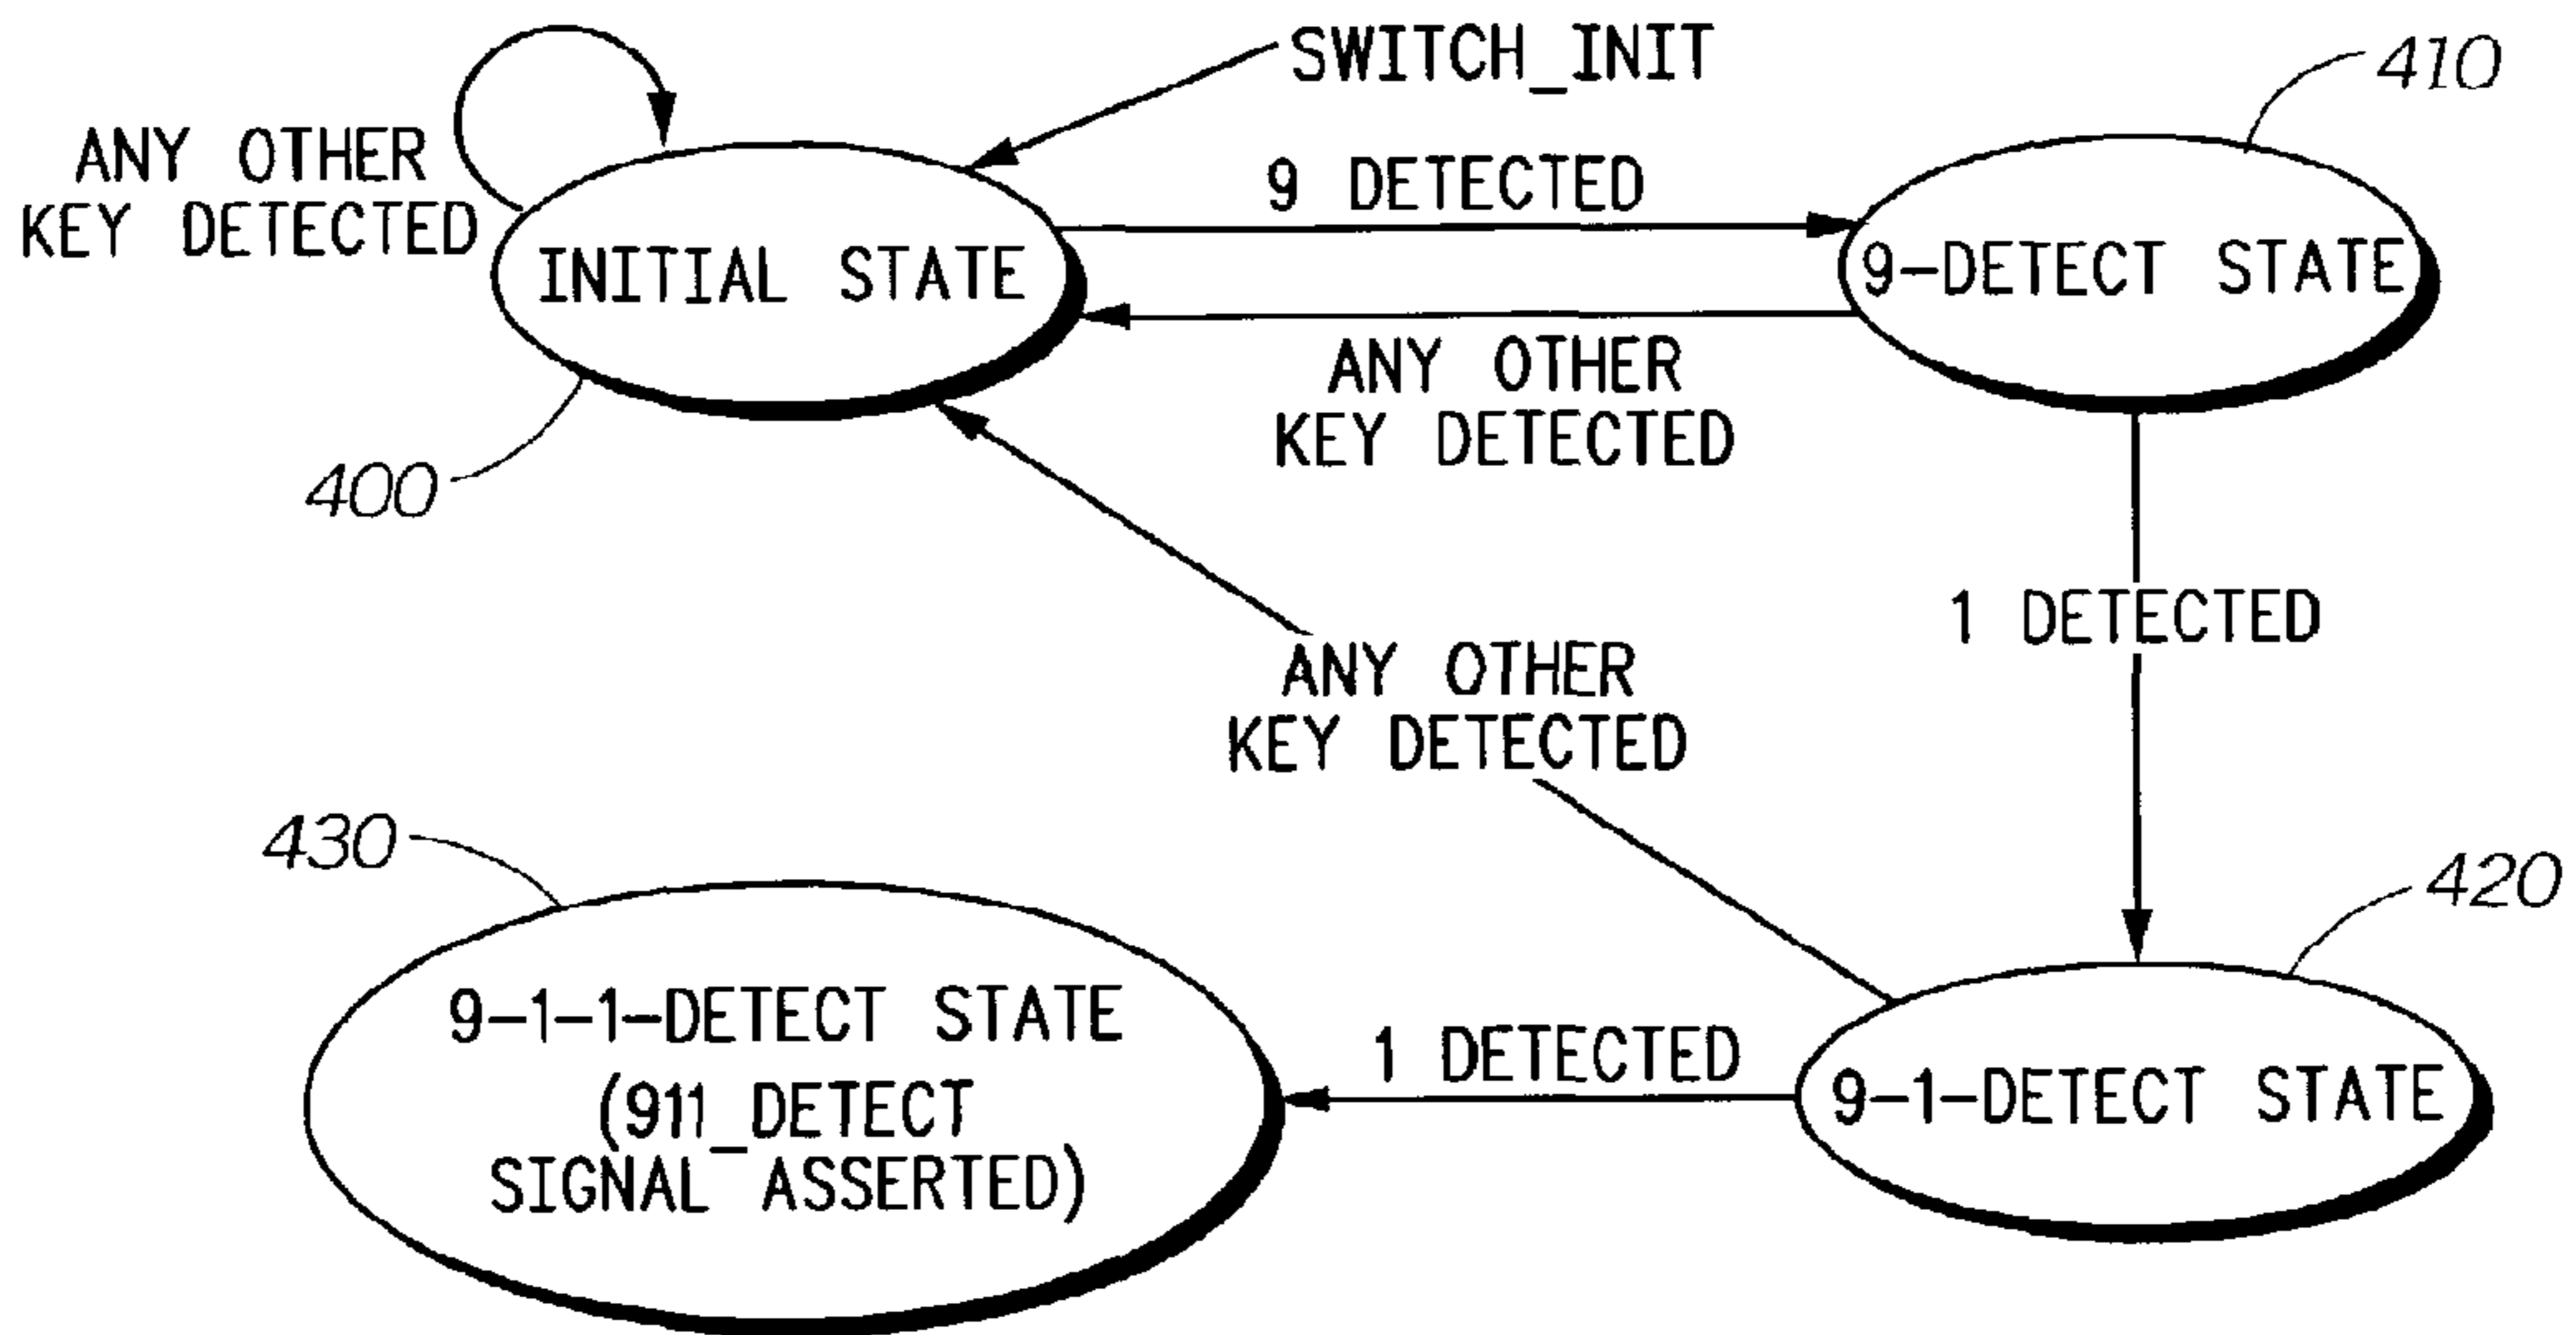 SWITCH_INIT
410
ANY OTHER
KEY DETECTED
9 DETECTED
INITIAL STATE
9-DETECT STATE
ANY OTHER
KEY DETECTED
400
1 DETECTED
ANY OTHER
KEY DETECTED
430
420
9-1-1-DETECT STATE
(911_DETECT
SIGNAL ASSERTED)
1 DETECTED
9-1-DETECT STATE